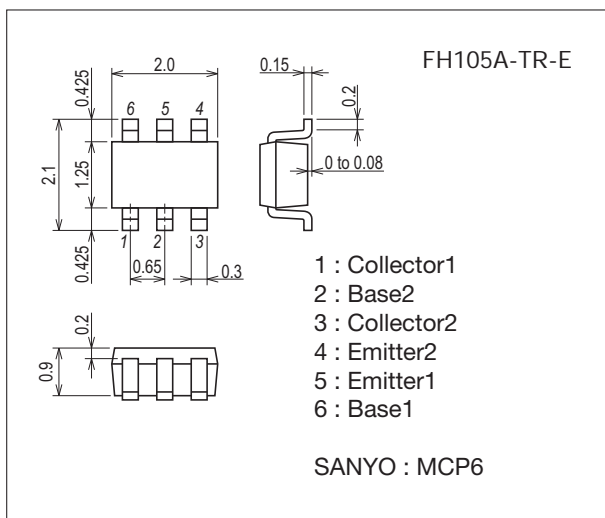 FH105A-TR-E
2.0
0.15
0.425
6 5 4
0.2
2.1
1.25
0 to 0.08
0.425
1 2 3
0.65
0.3
1 : Collector1
2 : Base2
3 : Collector2
4 : Emitter2
5 : Emitter1
6 : Base1
0.2
0.9
SANYO : MCP6